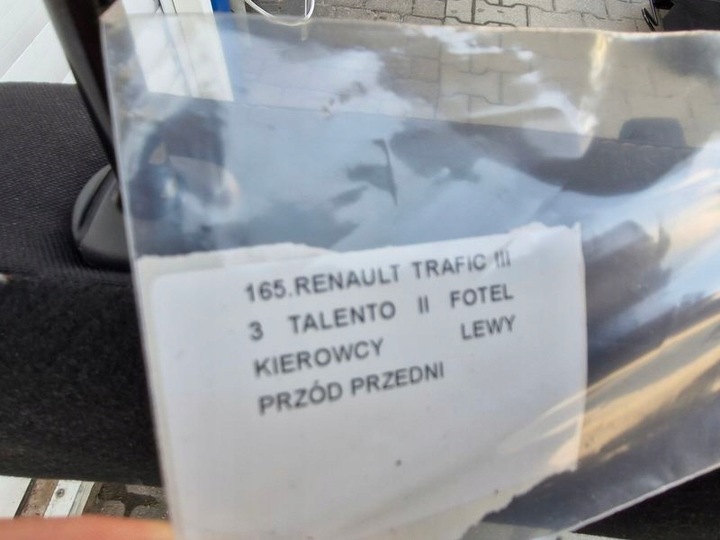 165.RENAULT TRAFIC III
3 TALENTO II FOTEL
KIEROWCY LEWY
PRZÓD PRZEDNI